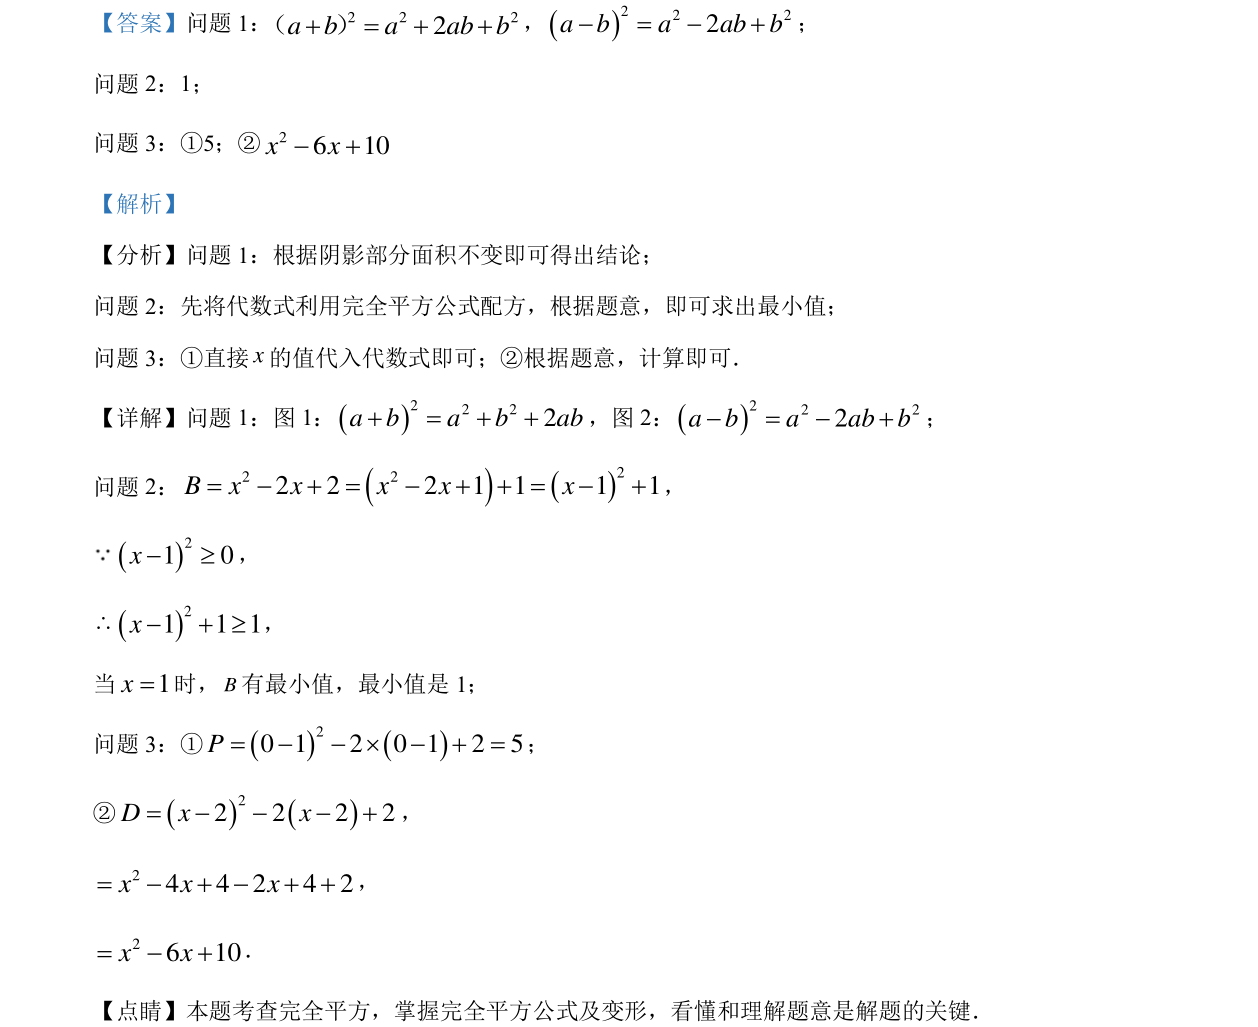 【答案】问题 1：（a+b)² = a² + 2ab + b²，(a−b)² = a² − 2ab + b²；
问题 2：1；
问题 3：①5；② x² − 6x + 10
【解析】
【分析】问题 1：根据阴影部分面积不变即可得出结论；
问题 2：先将代数式利用完全平方公式配方，根据题意，即可求出最小值；
问题 3：①直接 x 的值代入代数式即可；②根据题意，计算即可．
【详解】问题 1：图 1：(a+b)² = a² + b² + 2ab，图 2：(a−b)² = a² − 2ab + b²；
问题 2：B = x² − 2x + 2 = (x² − 2x + 1) + 1 = (x−1)² + 1，
∵ (x−1)² ≥ 0，
∴ (x−1)² + 1 ≥ 1，
当 x = 1 时，B 有最小值，最小值是 1；
问题 3：① P = (0−1)² − 2×(0−1) + 2 = 5；
② D = (x−2)² − 2(x−2) + 2，
= x² − 4x + 4 − 2x + 4 + 2，
= x² − 6x + 10．
【点睛】本题考查完全平方，掌握完全平方公式及变形，看懂和理解题意是解题的关键．